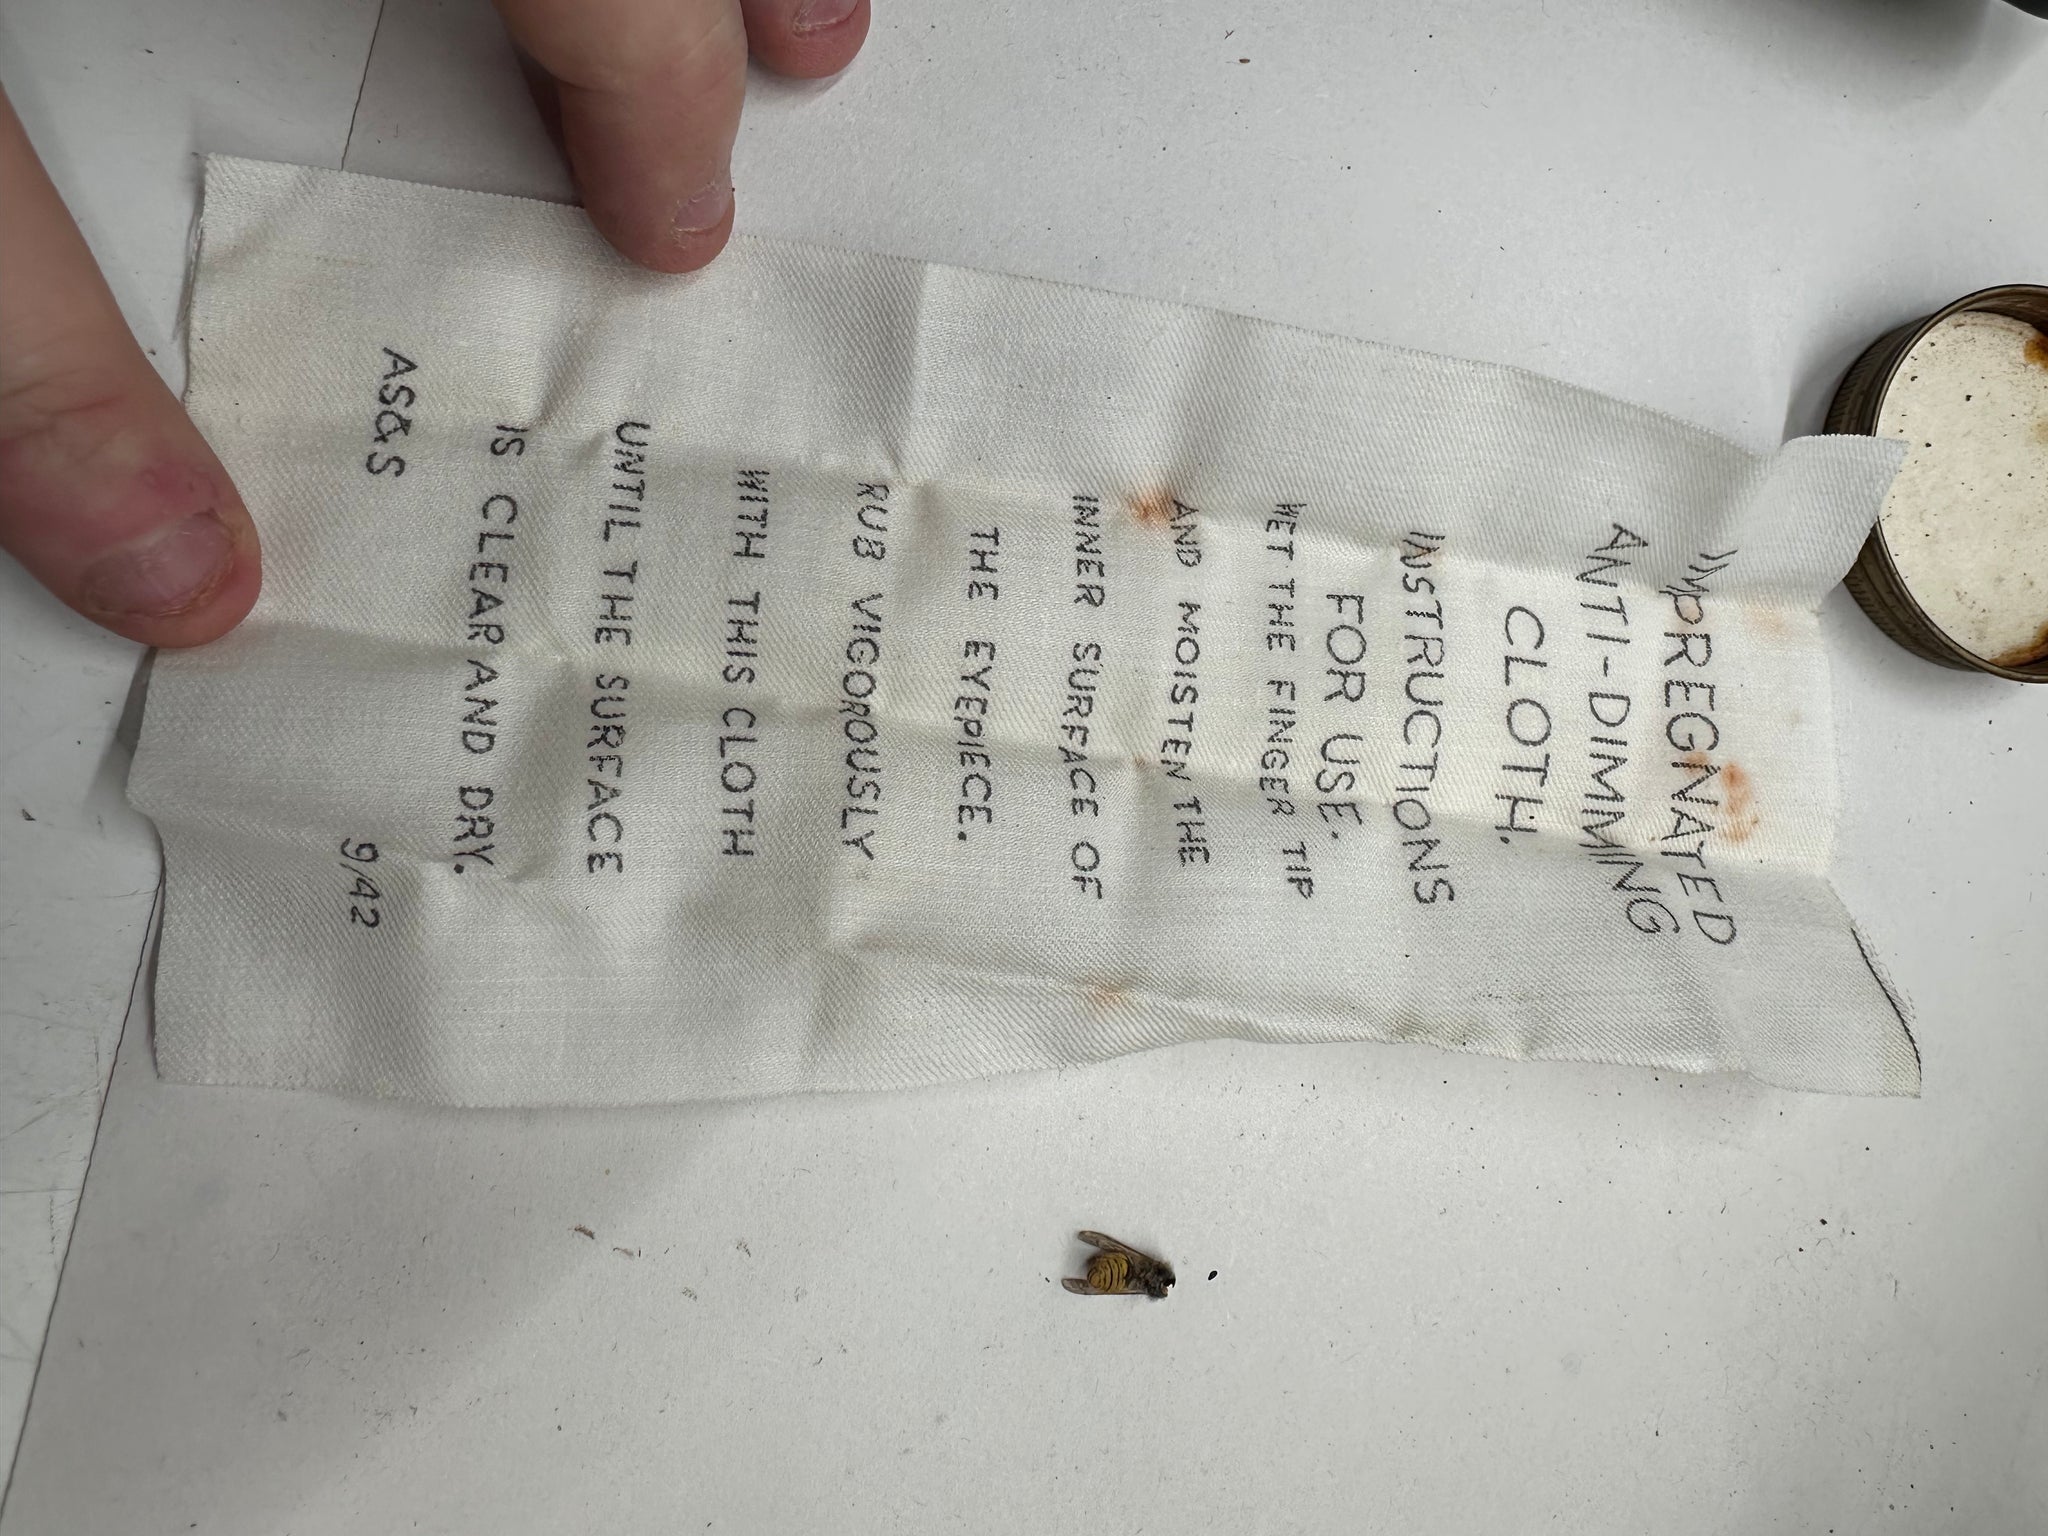 IMPREGNATED
ANTI-DIMMING
CLOTH.
INSTRUCTIONS
FOR USE.
WET THE FINGER TIP
AND MOISTEN THE
INNER SURFACE OF
THE EYEPIECE.
RUB VIGOROUSLY
WITH THIS CLOTH
UNTIL THE SURFACE
IS CLEAR AND DRY.
AS&S 9/42